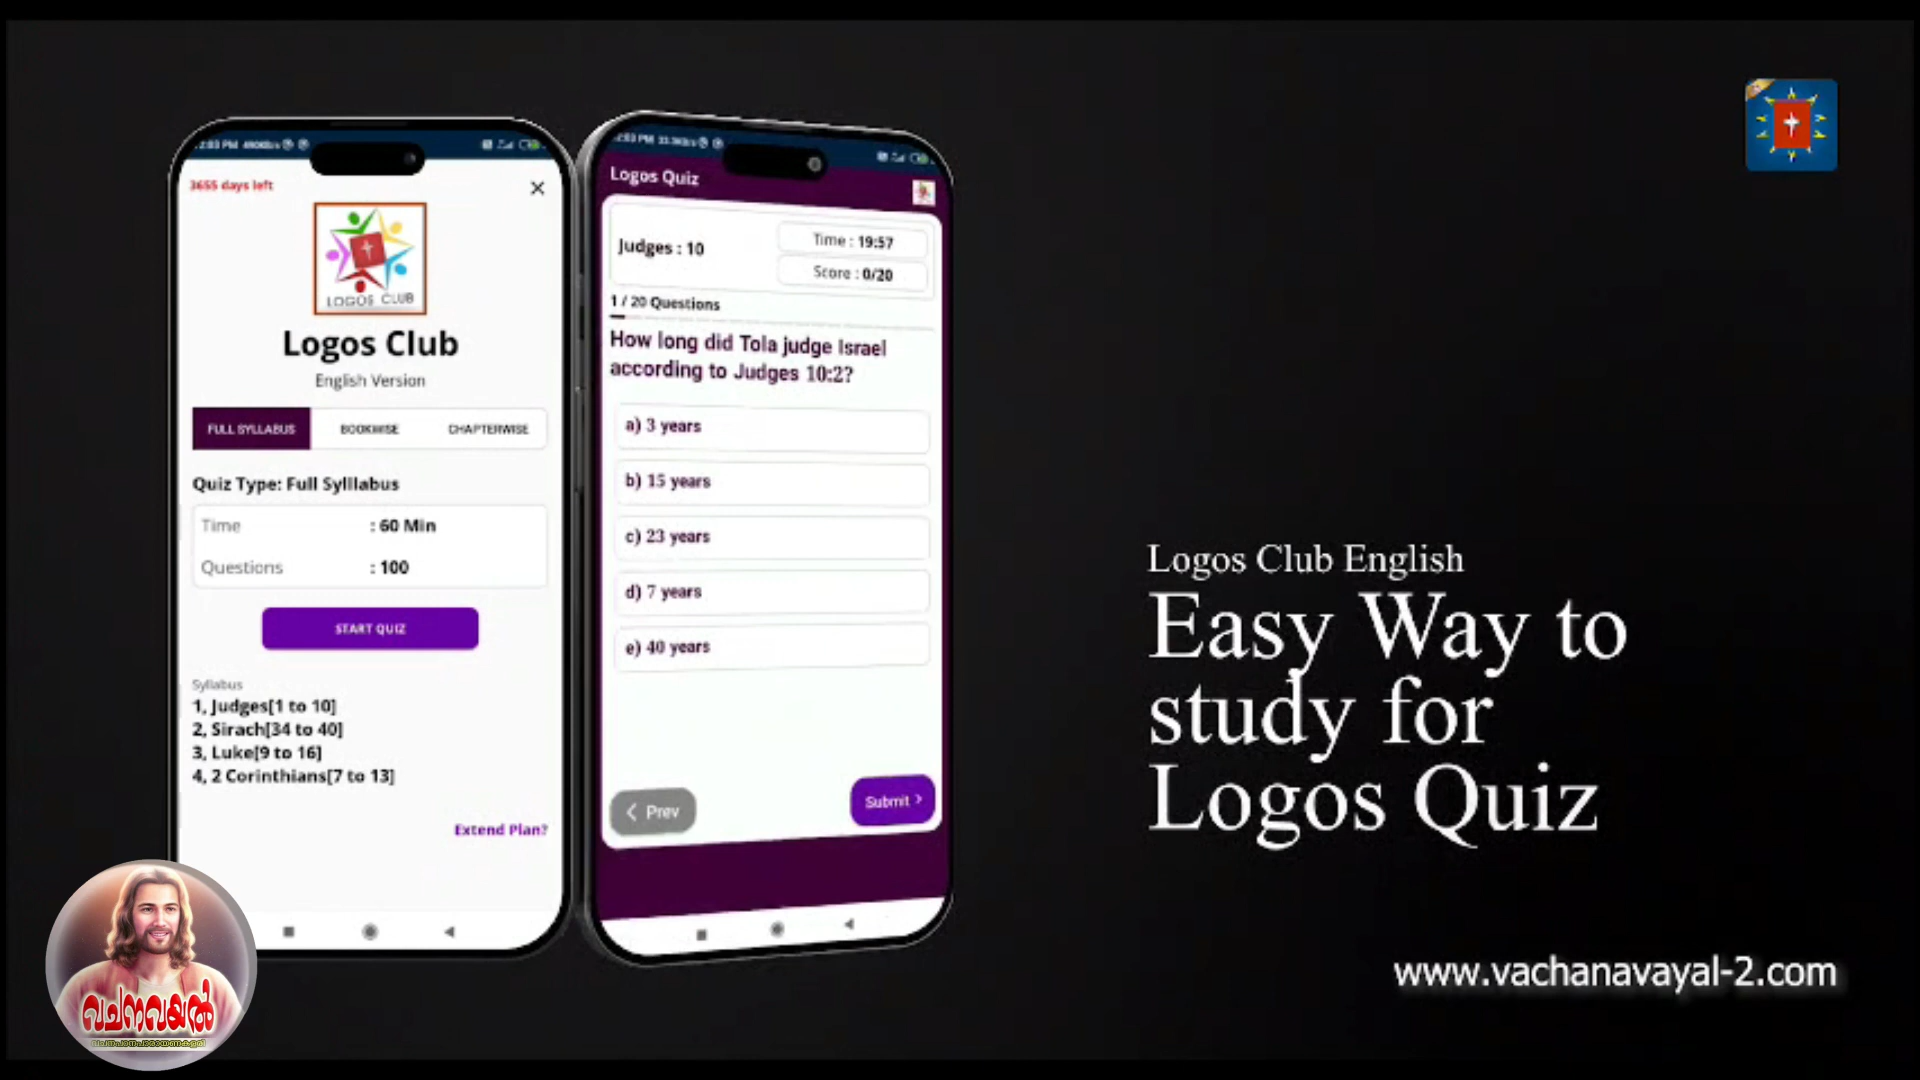 3655 days left
LOGOS CLUB
Logos Club
English Version
FULL SYLLABUS
BOOKWISE
CHAPTERWISE
Quiz Type: Full Sylllabus
Time : 60 Min
Questions : 100
START QUIZ
Syllabus
1, Judges[1 to 10]
2, Sirach[34 to 40]
3, Luke[9 to 16]
4, 2 Corinthians[7 to 13]
Extend Plan?
Logos Quiz
Judges : 10
Time : 19:57
Score : 0/20
1 / 20 Questions
How long did Tola judge Israel
according to Judges 10:2?
a) 3 years
b) 15 years
c) 23 years
d) 7 years
e) 40 years
Prev
Submit
Logos Club English
Easy Way to
study for
Logos Quiz
www.vachanavayal-2.com
വചനവയൽ